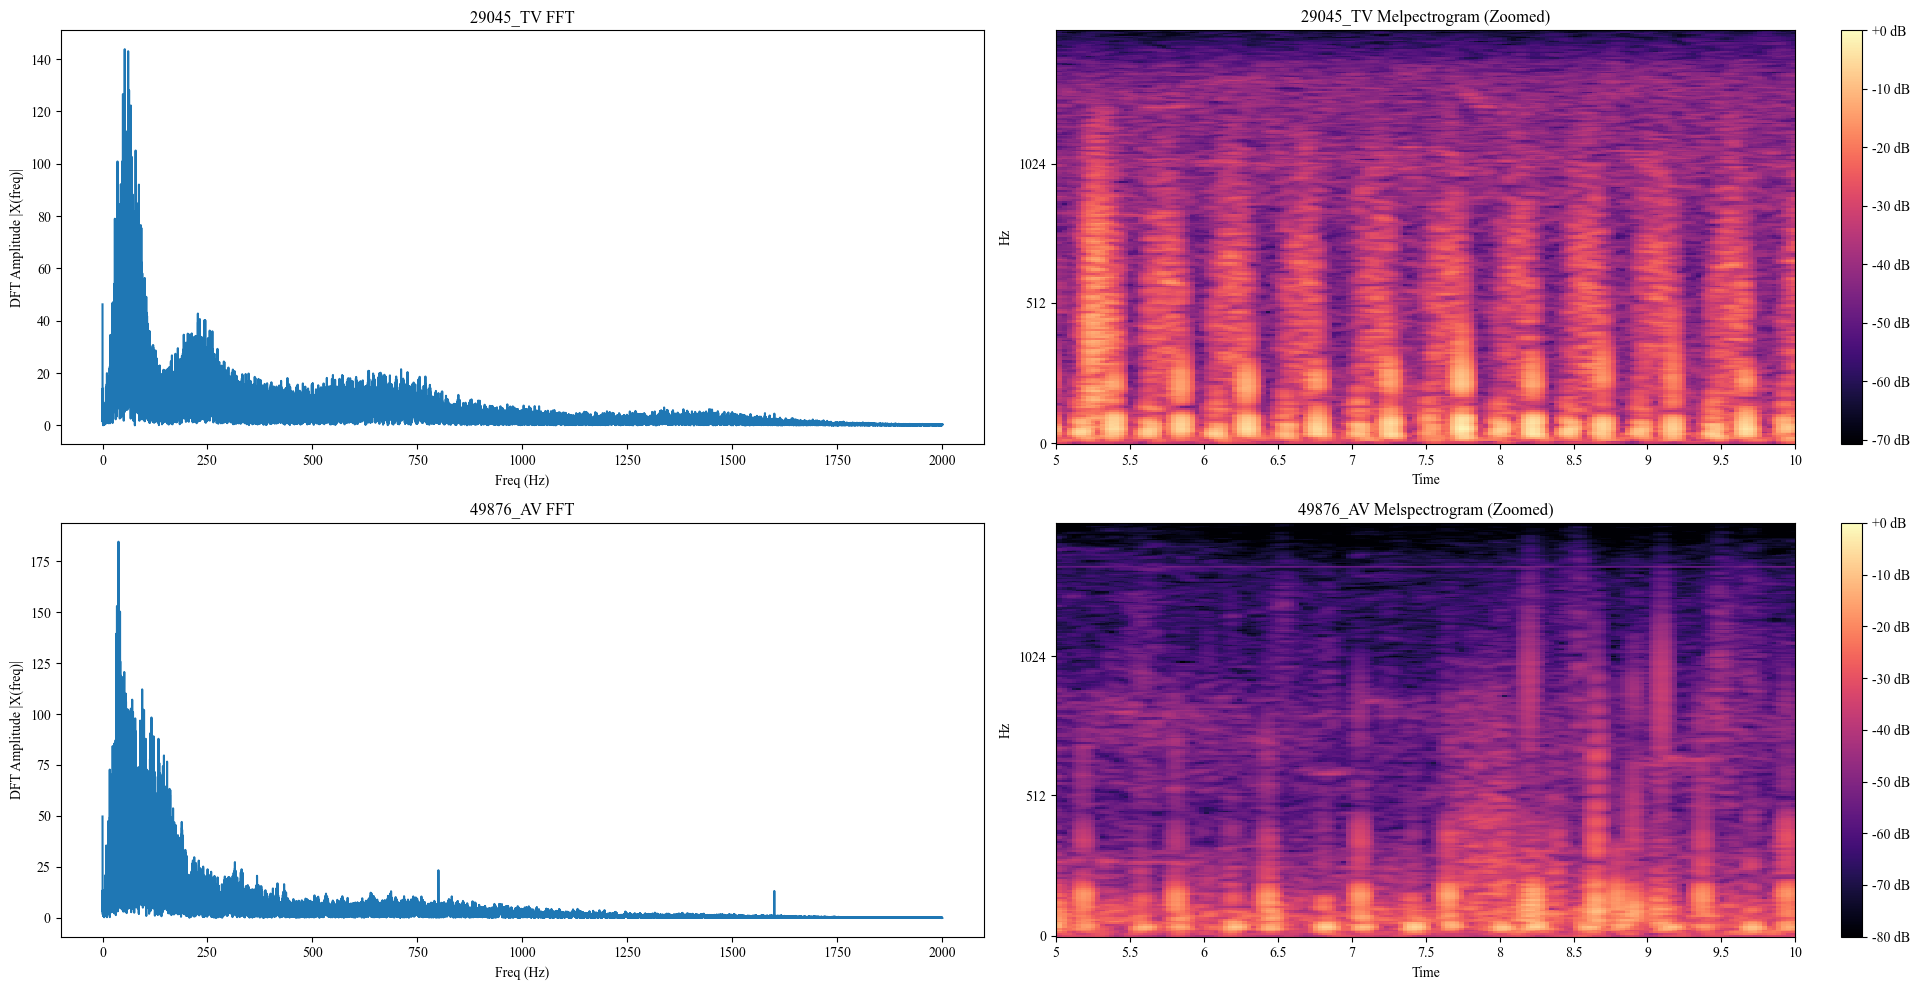 29045_TV FFT
DFT Amplitude |X(freq)|
140
120
100
80
60
40
20
0
0 250 500 750 1000 1250 1500 1750 2000
Freq (Hz)
29045_TV Melpectrogram (Zoomed)
Hz
1024
512
0
5 5.5 6 6.5 7 7.5 8 8.5 9 9.5 10
Time
+0 dB
-10 dB
-20 dB
-30 dB
-40 dB
-50 dB
-60 dB
-70 dB
49876_AV FFT
DFT Amplitude |X(freq)|
175
150
125
100
75
50
25
0
0 250 500 750 1000 1250 1500 1750 2000
Freq (Hz)
49876_AV Melspectrogram (Zoomed)
Hz
1024
512
0
5 5.5 6 6.5 7 7.5 8 8.5 9 9.5 10
Time
+0 dB
-10 dB
-20 dB
-30 dB
-40 dB
-50 dB
-60 dB
-70 dB
-80 dB